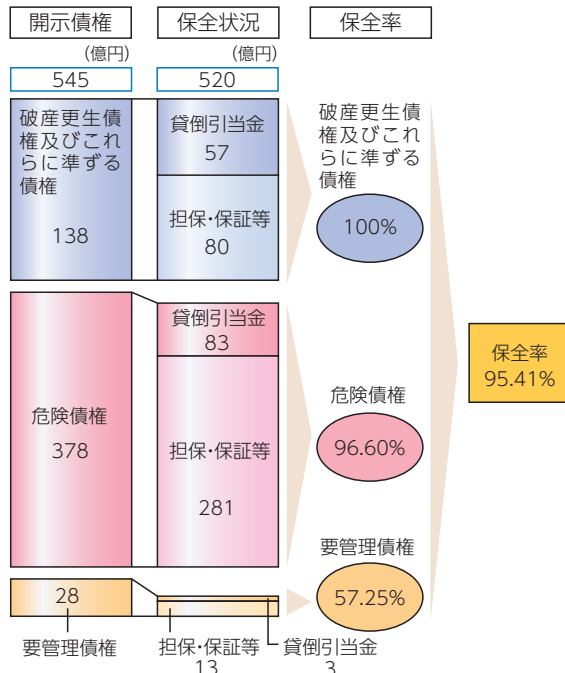 開示債権
保全状況
保全率
(億円)
(億円)
545
520
破産更生債
権及びこれ
らに準ずる
債権
138
貸倒引当金
57
担保・保証等
80
破産更生債
権及びこれ
らに準ずる
債権
100%
危険債権
378
貸倒引当金
83
担保・保証等
281
危険債権
96.60%
保全率
95.41%
28
要管理債権
担保・保証等
13
貸倒引当金
3
要管理債権
57.25%